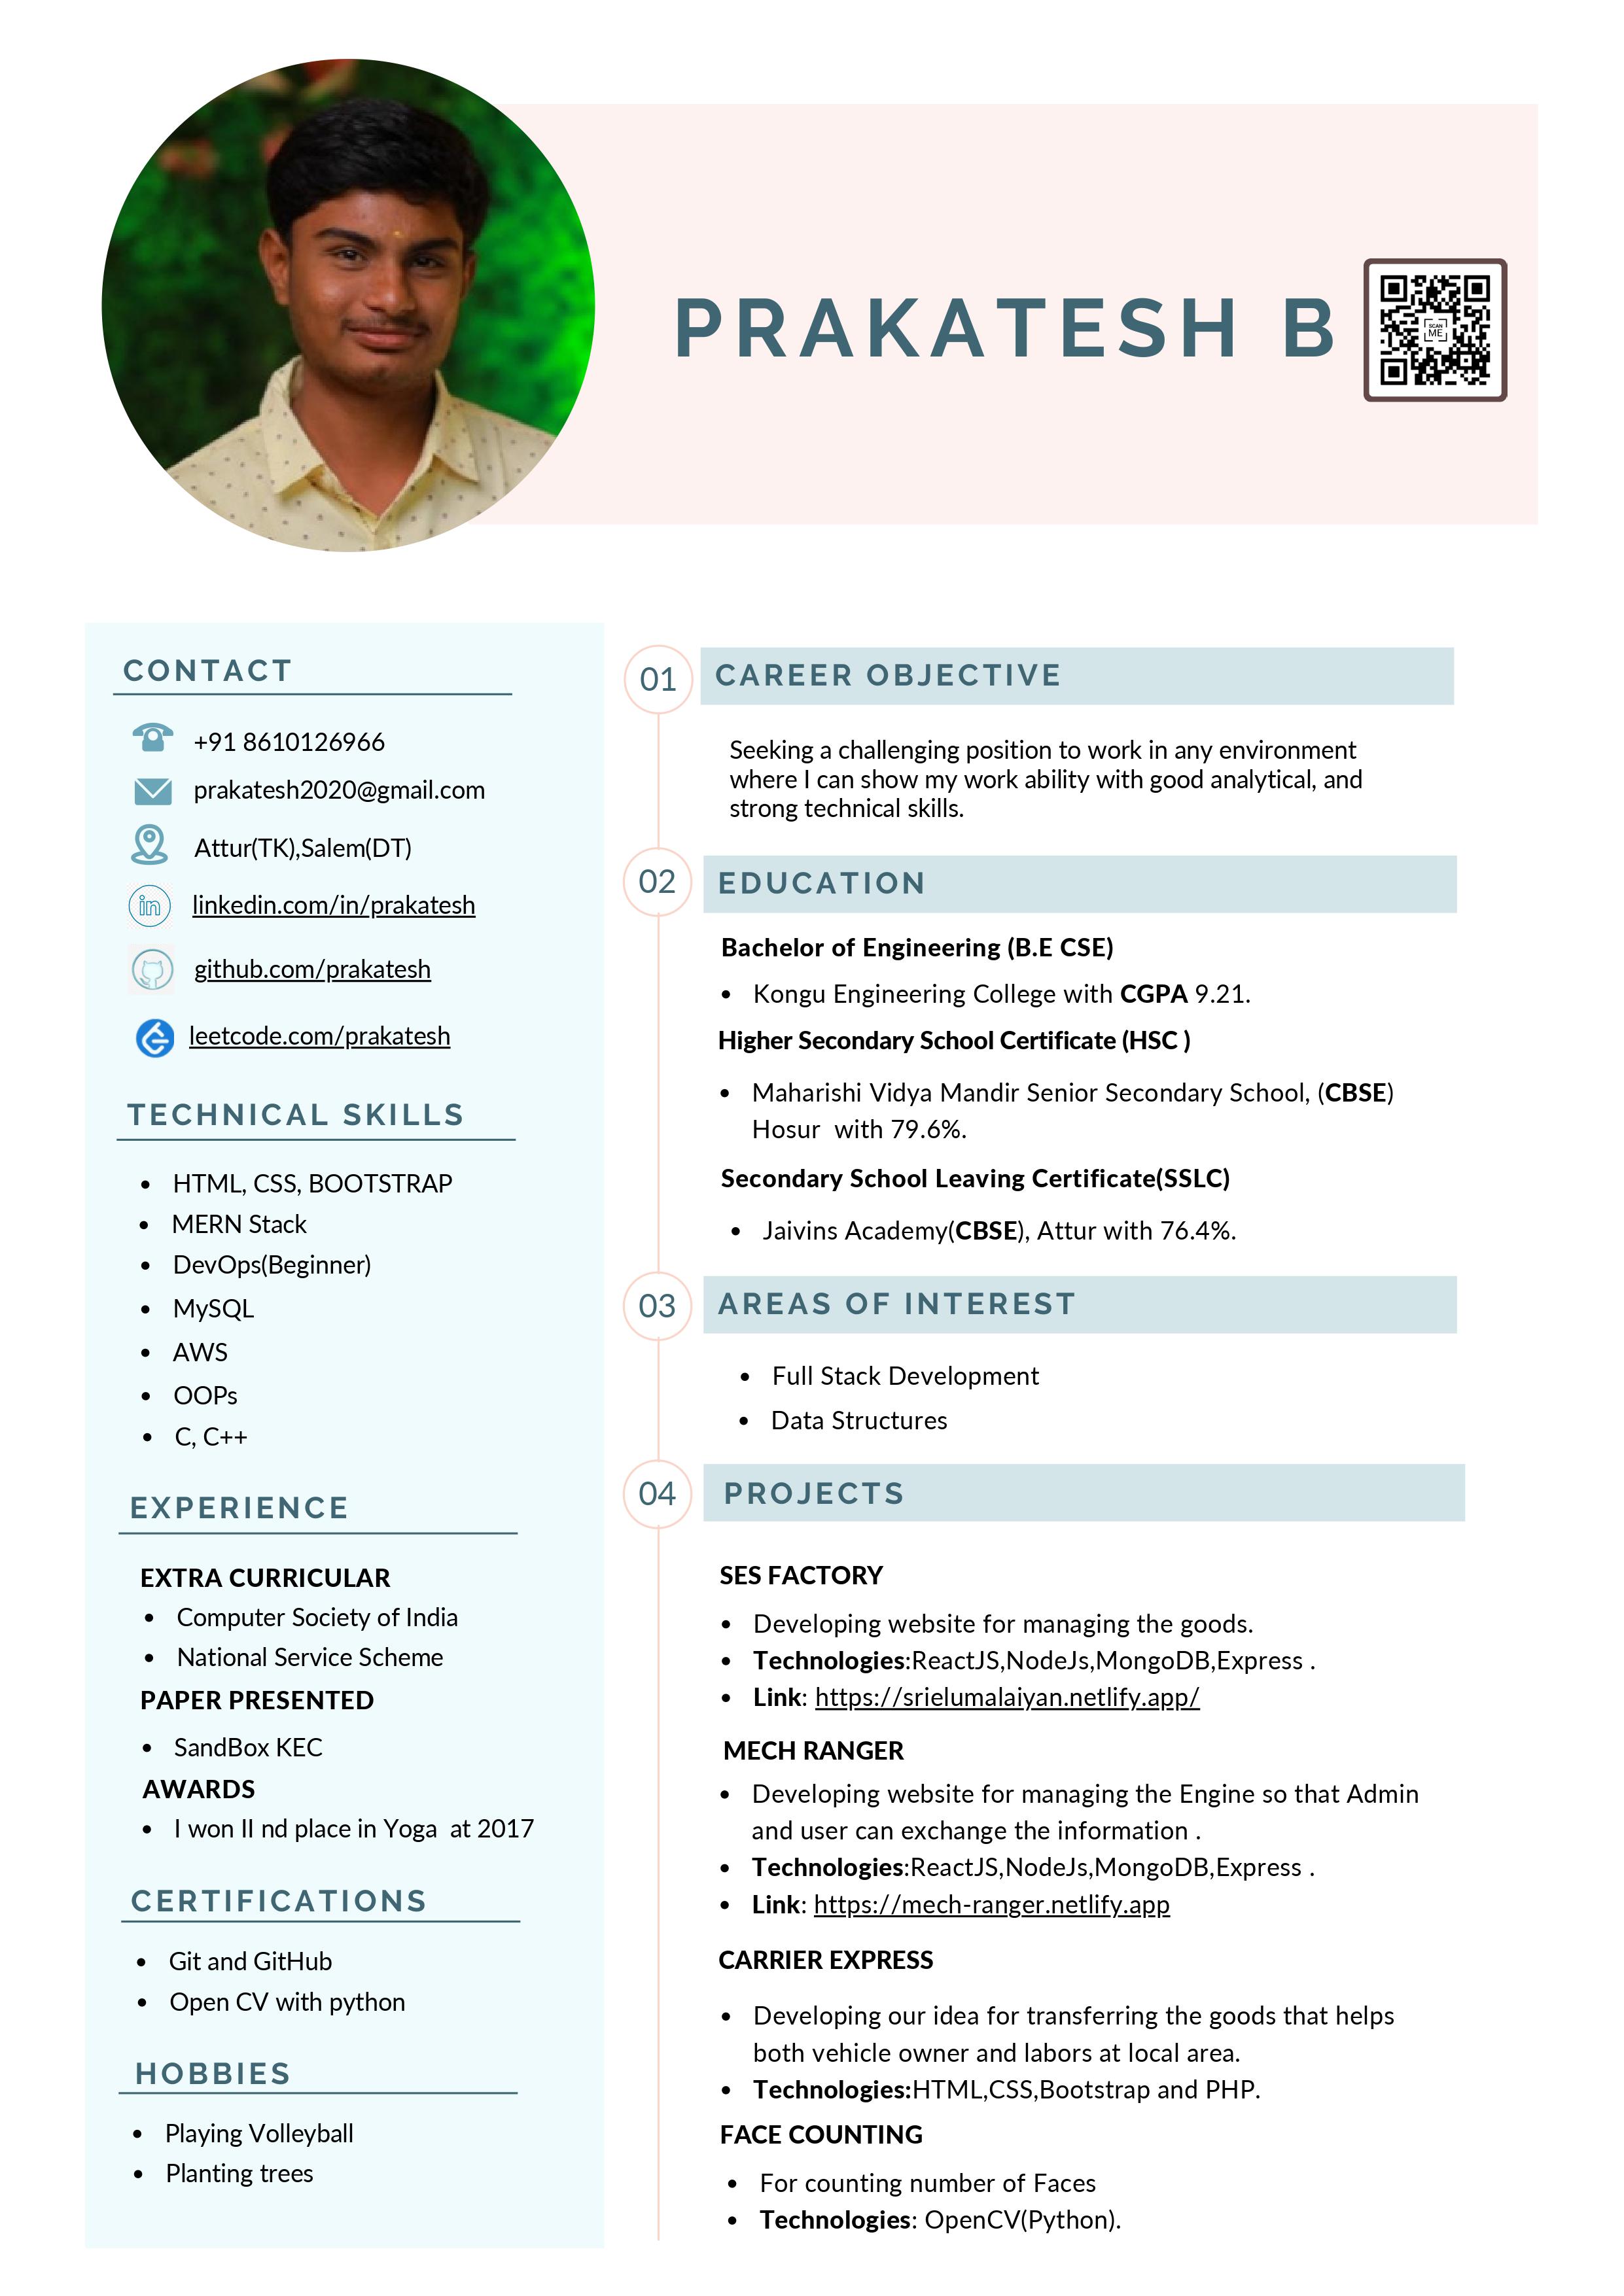 PRAKATESH B
SCAN
ME
CONTACT
+91 8610126966
prakatesh2020@gmail.com
Attur(TK),Salem(DT)
linkedin.com/in/prakatesh
github.com/prakatesh
leetcode.com/prakatesh
TECHNICAL SKILLS
• HTML, CSS, BOOTSTRAP
• MERN Stack
• DevOps(Beginner)
• MySQL
• AWS
• OOPs
• C, C++
EXPERIENCE
EXTRA CURRICULAR
• Computer Society of India
• National Service Scheme
PAPER PRESENTED
• SandBox KEC
AWARDS
• I won II nd place in Yoga  at 2017
CERTIFICATIONS
• Git and GitHub
• Open CV with python
HOBBIES
• Playing Volleyball
• Planting trees
01 CAREER OBJECTIVE
Seeking a challenging position to work in any environment
where I can show my work ability with good analytical, and
strong technical skills.
02 EDUCATION
Bachelor of Engineering (B.E CSE)
• Kongu Engineering College with CGPA 9.21.
Higher Secondary School Certificate (HSC )
• Maharishi Vidya Mandir Senior Secondary School, (CBSE)
Hosur  with 79.6%.
Secondary School Leaving Certificate(SSLC)
• Jaivins Academy(CBSE), Attur with 76.4%.
03 AREAS OF INTEREST
• Full Stack Development
• Data Structures
04 PROJECTS
SES FACTORY
• Developing website for managing the goods.
• Technologies:ReactJS,NodeJs,MongoDB,Express .
• Link: https://srielumalaiyan.netlify.app/
MECH RANGER
• Developing website for managing the Engine so that Admin
and user can exchange the information .
• Technologies:ReactJS,NodeJs,MongoDB,Express .
• Link: https://mech-ranger.netlify.app
CARRIER EXPRESS
• Developing our idea for transferring the goods that helps
both vehicle owner and labors at local area.
• Technologies:HTML,CSS,Bootstrap and PHP.
FACE COUNTING
• For counting number of Faces
• Technologies: OpenCV(Python).